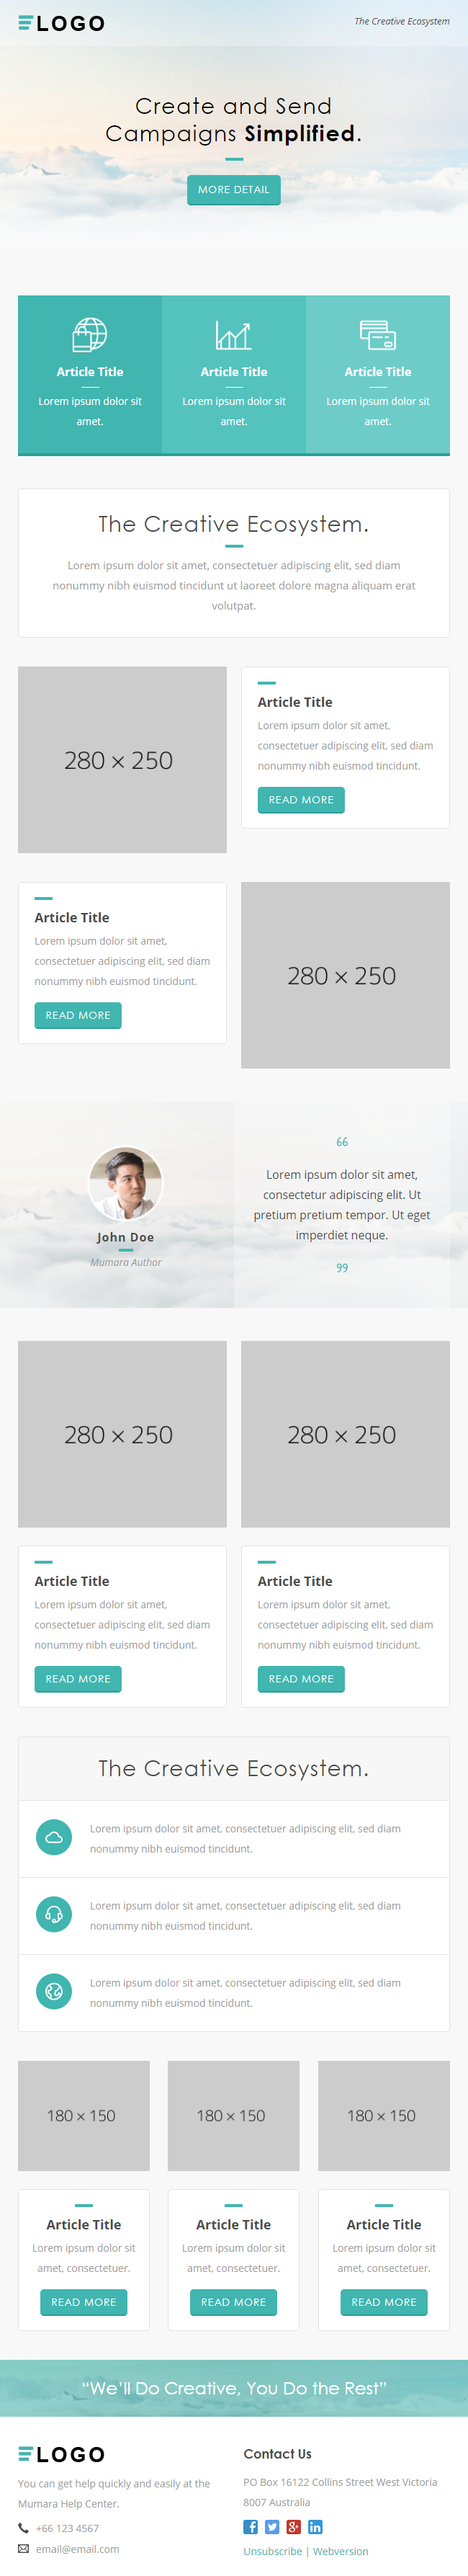 LOGO
The Creative Ecosystem
Create and Send
Campaigns Simplified.
MORE DETAIL
Article Title
Lorem ipsum dolor sit
amet.
Article Title
Lorem ipsum dolor sit
amet.
Article Title
Lorem ipsum dolor sit
amet.
The Creative Ecosystem.
Lorem ipsum dolor sit amet, consectetuer adipiscing elit, sed diam
nonummy nibh euismod tincidunt ut laoreet dolore magna aliquam erat
volutpat.
280 × 250
Article Title
Lorem ipsum dolor sit amet,
consectetuer adipiscing elit, sed diam
nonummy nibh euismod tincidunt.
READ MORE
Article Title
Lorem ipsum dolor sit amet,
consectetuer adipiscing elit, sed diam
nonummy nibh euismod tincidunt.
READ MORE
280 × 250
John Doe
Mumara Author
“
Lorem ipsum dolor sit amet,
consectetur adipiscing elit. Ut
pretium pretium tempor. Ut eget
imperdiet neque.
”
280 × 250
280 × 250
Article Title
Lorem ipsum dolor sit amet,
consectetuer adipiscing elit, sed diam
nonummy nibh euismod tincidunt.
READ MORE
Article Title
Lorem ipsum dolor sit amet,
consectetuer adipiscing elit, sed diam
nonummy nibh euismod tincidunt.
READ MORE
The Creative Ecosystem.
Lorem ipsum dolor sit amet, consectetuer adipiscing elit, sed diam
nonummy nibh euismod tincidunt.
Lorem ipsum dolor sit amet, consectetuer adipiscing elit, sed diam
nonummy nibh euismod tincidunt.
Lorem ipsum dolor sit amet, consectetuer adipiscing elit, sed diam
nonummy nibh euismod tincidunt.
180 × 150
180 × 150
180 × 150
Article Title
Lorem ipsum dolor sit
amet, consectetuer.
READ MORE
Article Title
Lorem ipsum dolor sit
amet, consectetuer.
READ MORE
Article Title
Lorem ipsum dolor sit
amet, consectetuer.
READ MORE
“We’ll Do Creative, You Do the Rest”
LOGO
You can get help quickly and easily at the
Mumara Help Center.
+66 123 4567
email@email.com
Contact Us
PO Box 16122 Collins Street West Victoria
8007 Australia
Unsubscribe | Webversion